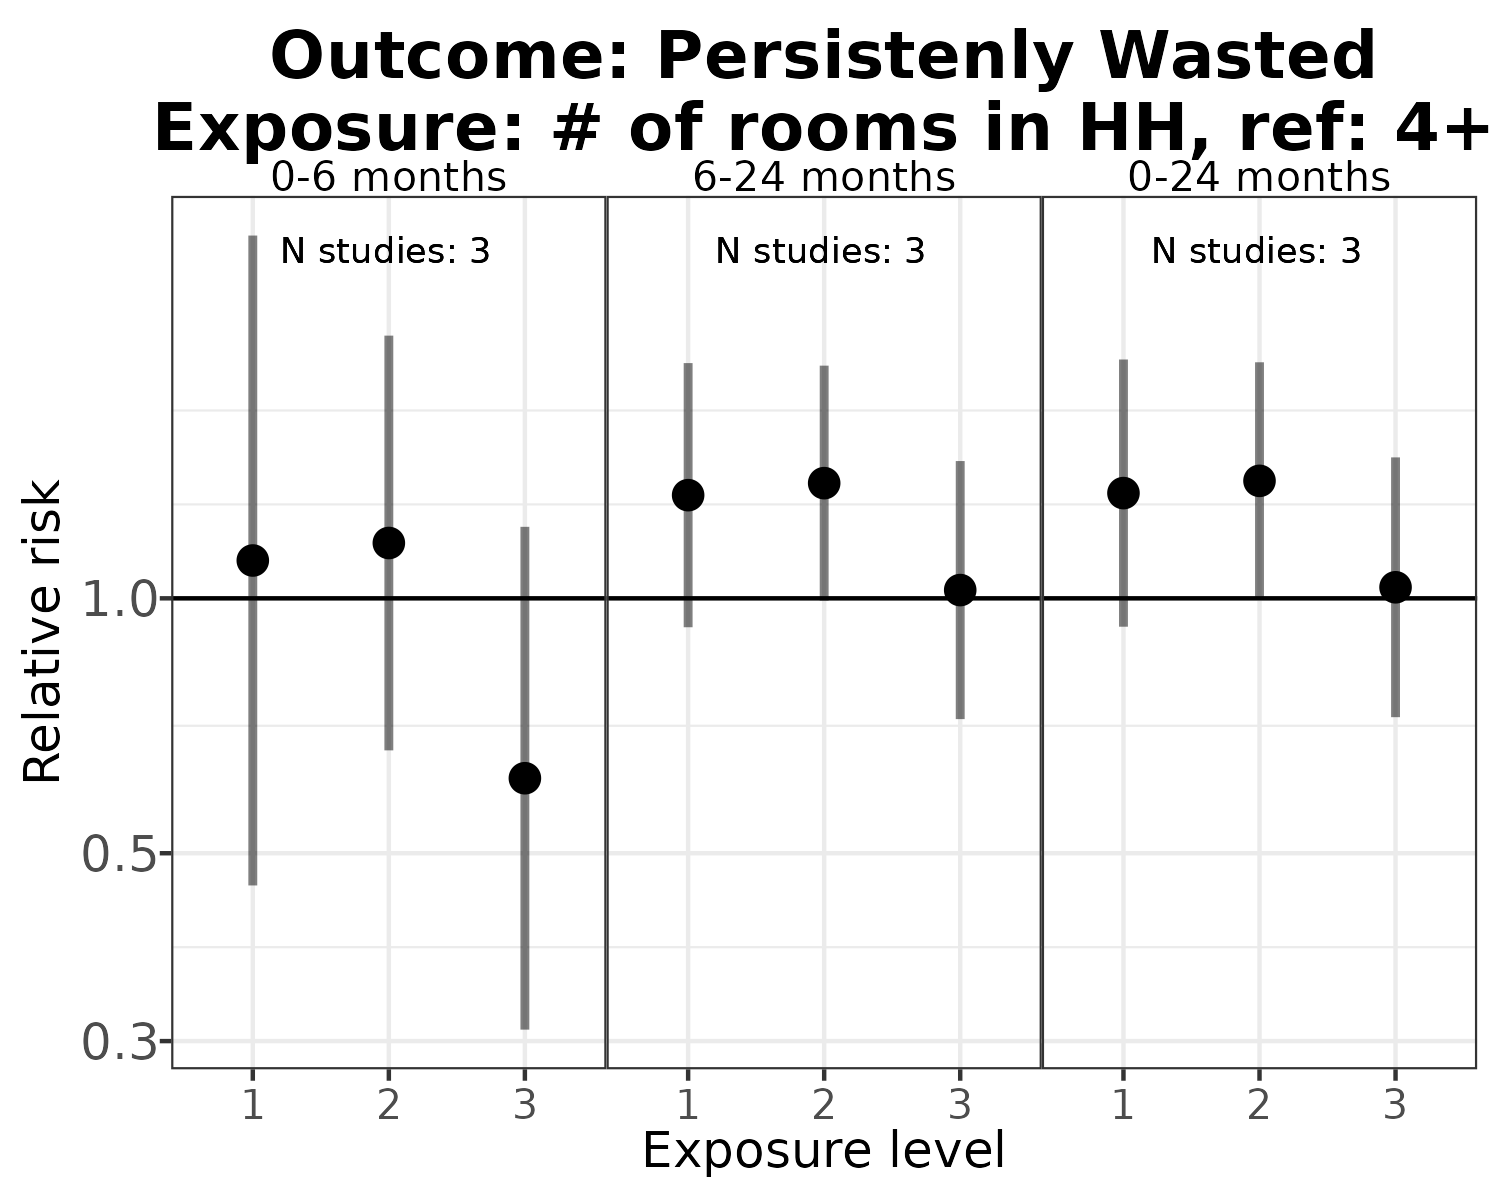 Outcome: Persistenly Wasted
Exposure: # of rooms in HH, ref: 4+
0-6 months 6-24 months 0-24 months
N studies: 3 N studies: 3 N studies: 3
Relative risk
1.0
0.5
0.3
1 2 3 1 2 3 1 2 3
Exposure level